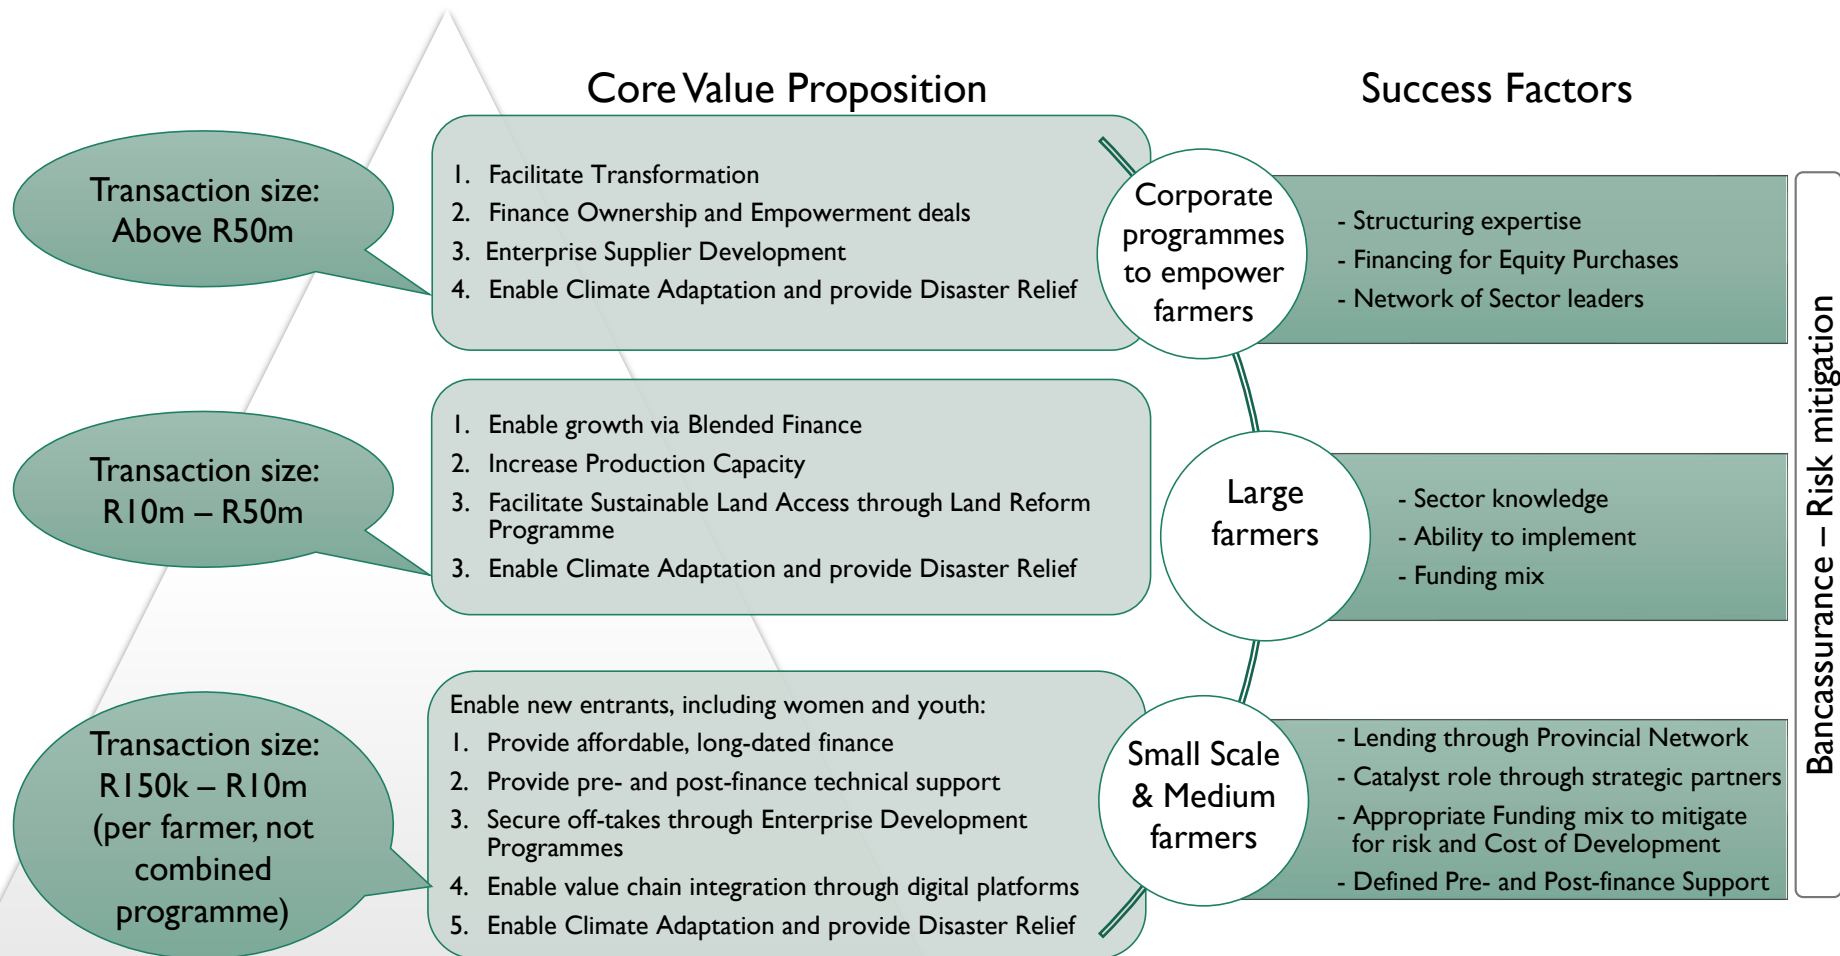 Core Value Proposition
Success Factors
Transaction size:
Above R50m
1. Facilitate Transformation
2. Finance Ownership and Empowerment deals
3. Enterprise Supplier Development
4. Enable Climate Adaptation and provide Disaster Relief
Corporate
programmes
to empower
farmers
- Structuring expertise
- Financing for Equity Purchases
- Network of Sector leaders
Transaction size:
R10m – R50m
1. Enable growth via Blended Finance
2. Increase Production Capacity
3. Facilitate Sustainable Land Access through Land Reform
Programme
3. Enable Climate Adaptation and provide Disaster Relief
Large
farmers
- Sector knowledge
- Ability to implement
- Funding mix
Transaction size:
R150k – R10m
(per farmer, not
combined
programme)
Enable new entrants, including women and youth:
1. Provide affordable, long-dated finance
2. Provide pre- and post-finance technical support
3. Secure off-takes through Enterprise Development
Programmes
4. Enable value chain integration through digital platforms
5. Enable Climate Adaptation and provide Disaster Relief
Small Scale
& Medium
farmers
- Lending through Provincial Network
- Catalyst role through strategic partners
- Appropriate Funding mix to mitigate
for risk and Cost of Development
- Defined Pre- and Post-finance Support
Bancassurance – Risk mitigation